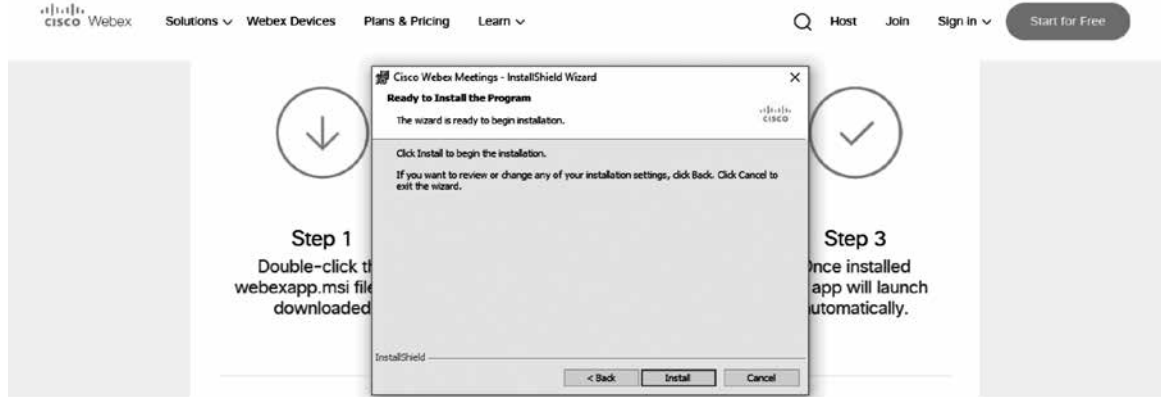 CISCO Webex Solutions Webex Devices Plans & Pricing Learn Host Join Sign in Start for Free
Cisco Webex Meetings - InstallShield Wizard
Ready to Install the Program
The wizard is ready to begin installation.
CISCO
Click Install to begin the installation.
If you want to review or change any of your installation settings, click Back. Click Cancel to
exit the wizard.
InstallShield
< Back Install Cancel
Step 1
Double-click
webexapp.msi
downloaded
Step 3
installed
app will launch
automatically.